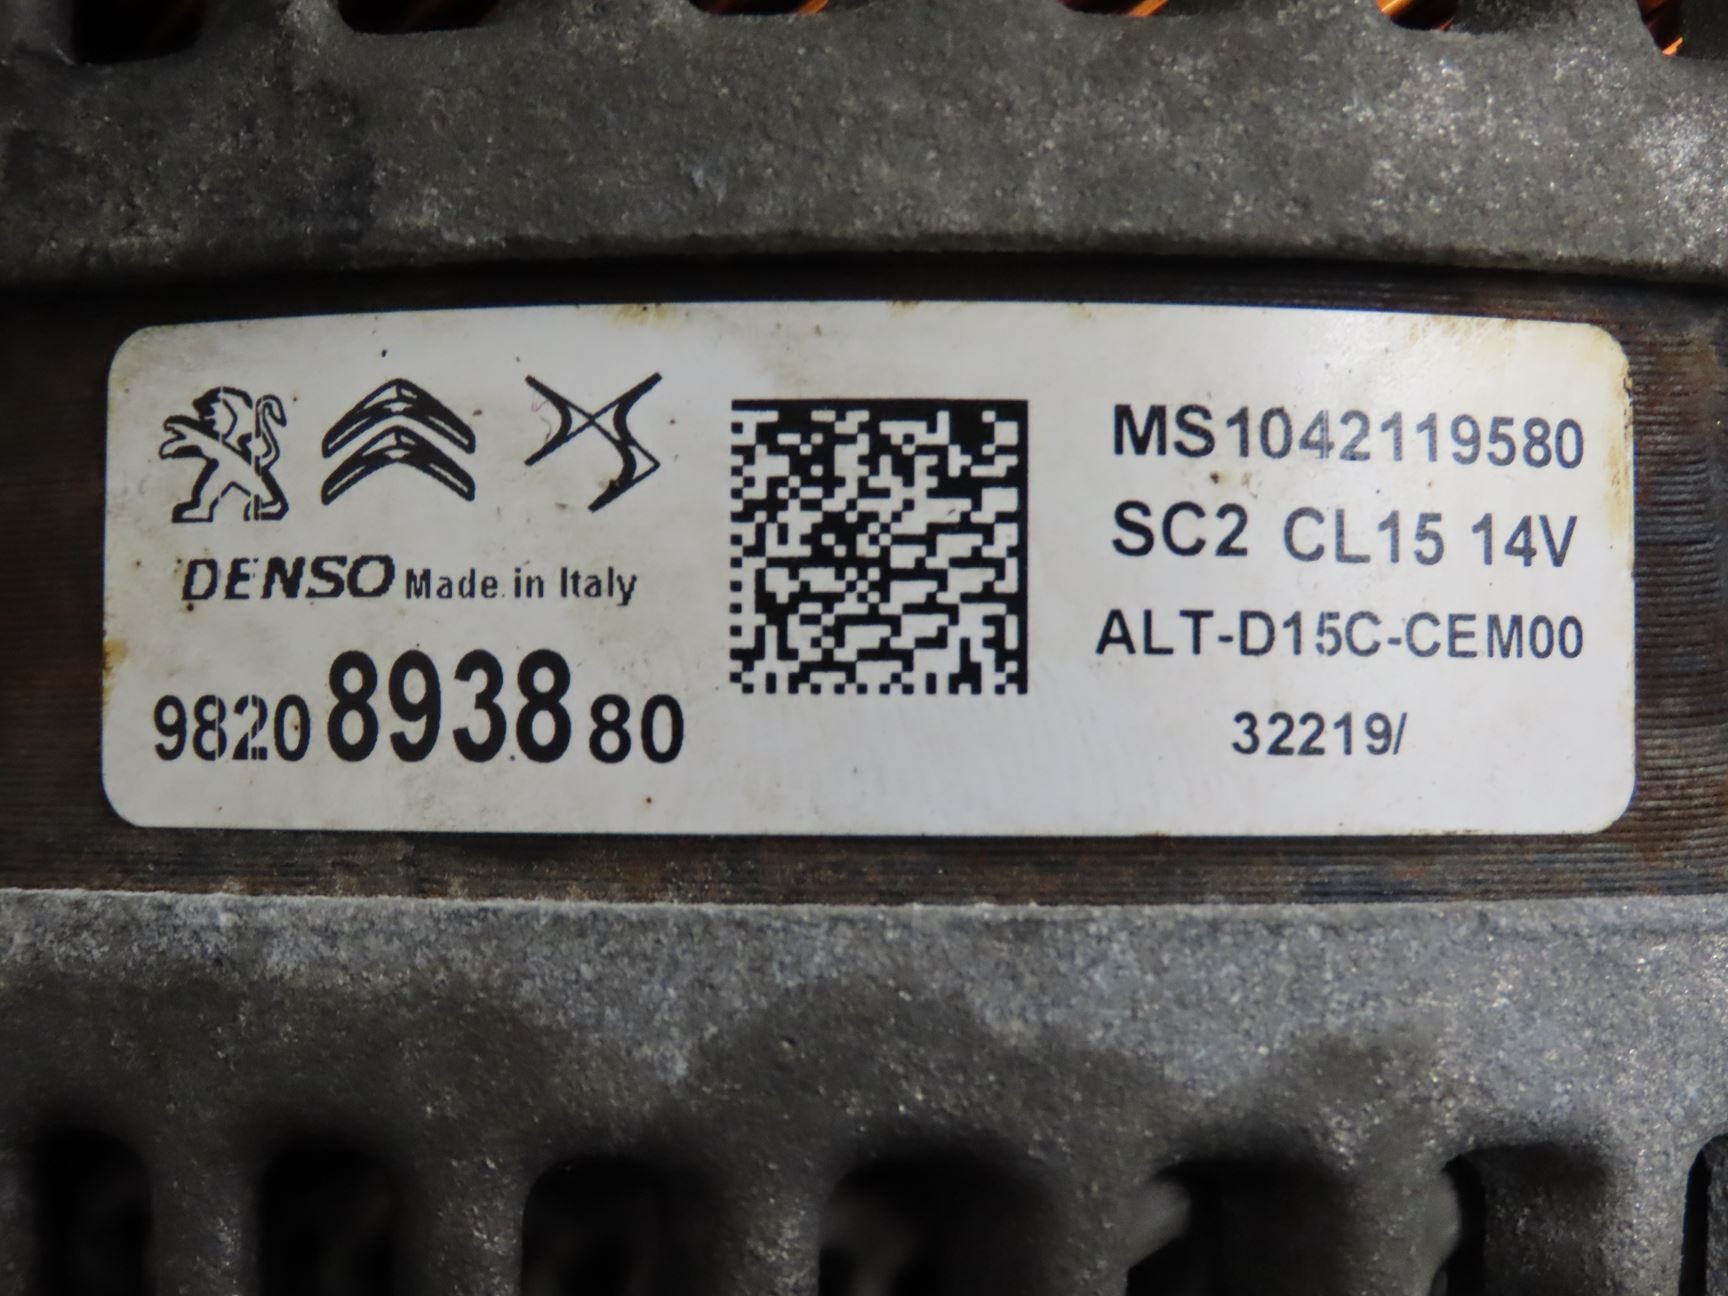 DENSO Made in Italy
9820893880
MS1042119580
SC2 CL15 14V
ALT-D15C-CEM00
32219/